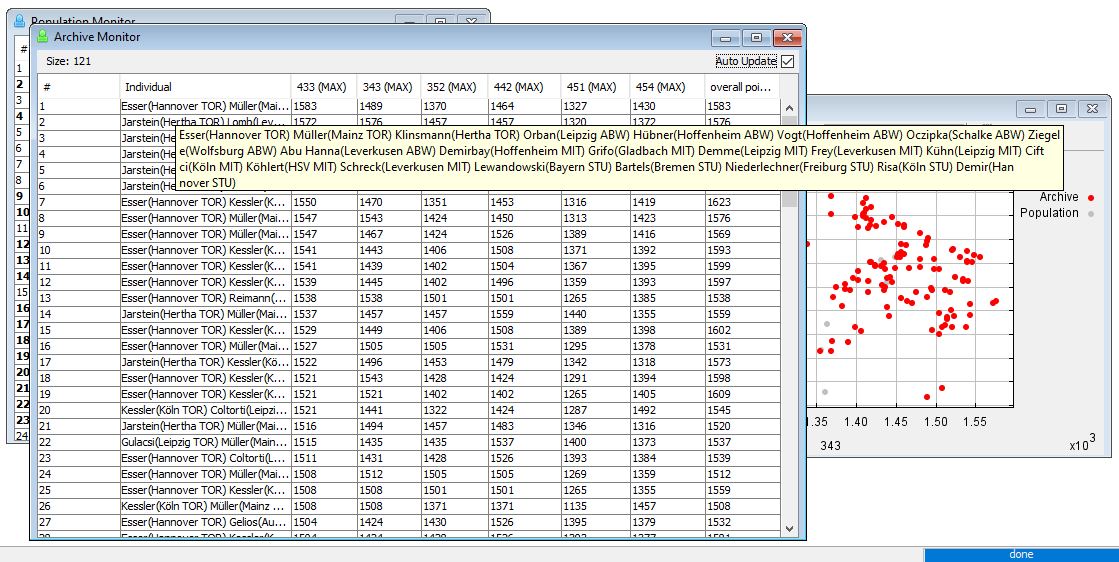 Population Monitor
Archive Monitor
Size: 121 Auto Update
# Individual 433 (MAX) 343 (MAX) 352 (MAX) 442 (MAX) 451 (MAX) 454 (MAX) overall poi...
1 Esser(Hannover TOR) Müller(Mai... 1583 1489 1370 1464 1327 1430 1583
2 Jarstein(Hertha TOR) Lomb(Lev... 1572 1576 1457 1457 1320 1372 1576
3 Jarstein(H
4 Jarstein(H
5 Jarstein(H
6 Jarstein(H
Esser(Hannover TOR) Müller(Mainz TOR) Klinsmann(Hertha TOR) Orban(Leipzig ABW) Hübner(Hoffenheim ABW) Vogt(Hoffenheim ABW) Oczipka(Schalke ABW) Ziegel
e(Wolfsburg ABW) Abu Hanna(Leverkusen ABW) Demirbay(Hoffenheim MIT) Grifo(Gladbach MIT) Demme(Leipzig MIT) Frey(Leverkusen MIT) Kühn(Leipzig MIT) Cift
ci(Köln MIT) Köhlert(HSV MIT) Schreck(Leverkusen MIT) Lewandowski(Bayern STU) Bartels(Bremen STU) Niederlechner(Freiburg STU) Risa(Köln STU) Demir(Han
nover STU)
7 Esser(Hannover TOR) Kessler(K... 1550 1470 1351 1453 1316 1419 1623
8 Esser(Hannover TOR) Müller(Mai... 1547 1543 1424 1450 1313 1423 1576
9 Esser(Hannover TOR) Müller(Mai... 1547 1467 1424 1526 1389 1416 1569
10 Esser(Hannover TOR) Kessler(K... 1541 1443 1406 1508 1371 1392 1593
11 Esser(Hannover TOR) Kessler(K... 1541 1439 1402 1504 1367 1395 1599
12 Esser(Hannover TOR) Kessler(K... 1539 1445 1402 1496 1359 1393 1597
13 Esser(Hannover TOR) Reimann(... 1538 1538 1501 1501 1265 1385 1538
14 Jarstein(Hertha TOR) Müller(Mai... 1537 1457 1457 1559 1440 1355 1559
15 Esser(Hannover TOR) Kessler(K... 1529 1449 1406 1508 1389 1398 1602
16 Esser(Hannover TOR) Müller(Mai... 1527 1505 1505 1531 1295 1378 1531
17 Jarstein(Hertha TOR) Kessler(Kö... 1522 1496 1453 1479 1342 1318 1573
18 Esser(Hannover TOR) Kessler(K... 1521 1543 1428 1424 1291 1394 1598
19 Esser(Hannover TOR) Kessler(K... 1521 1521 1402 1402 1265 1405 1609
20 Kessler(Köln TOR) Coltorti(Leipzi... 1521 1441 1322 1424 1287 1492 1545
21 Jarstein(Hertha TOR) Müller(Mai... 1516 1494 1457 1483 1346 1316 1520
22 Gulacsi(Leipzig TOR) Müller(Main... 1515 1435 1435 1537 1400 1373 1537
23 Esser(Hannover TOR) Coltorti(L... 1511 1431 1428 1526 1393 1395 1539
24 Esser(Hannover TOR) Müller(Mai... 1508 1512 1505 1505 1269 1359 1512
25 Esser(Hannover TOR) Kessler(K... 1508 1508 1501 1501 1265 1355 1559
26 Kessler(Köln TOR) Müller(Mainz ... 1508 1508 1371 1371 1135 1457 1508
27 Esser(Hannover TOR) Gelios(Au... 1504 1424 1430 1526 1395 1379 1532
#
1
2
3
4
5
6
7
8
9
10
11
12
13
14
15
16
17
18
19
20
21
22
23
24
Archive
Population
1.35 1.40 1.45 1.50 1.55
343 x10³
done